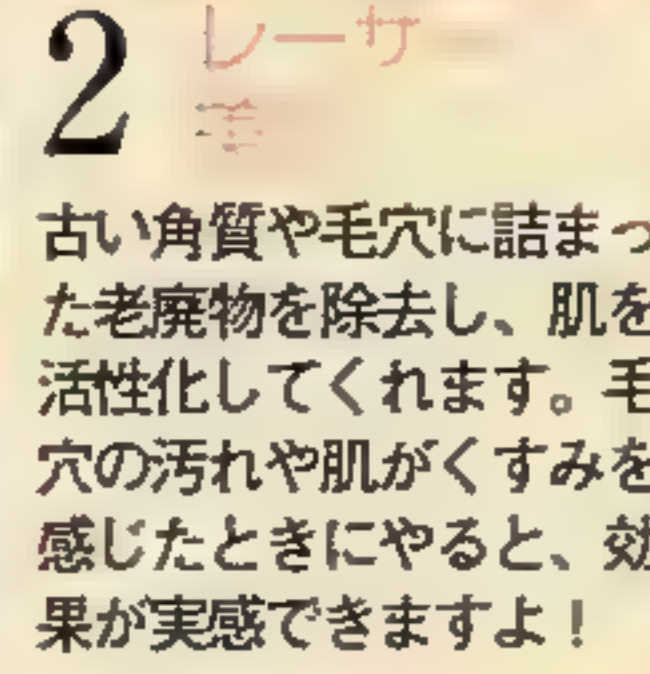 2
レーサ
古い角質や毛穴に詰まっ
た老廃物を除去し、肌を
活性化してくれます。毛
穴の汚れや肌がくすみを
感じたときにやると、効
果が実感できますよ！